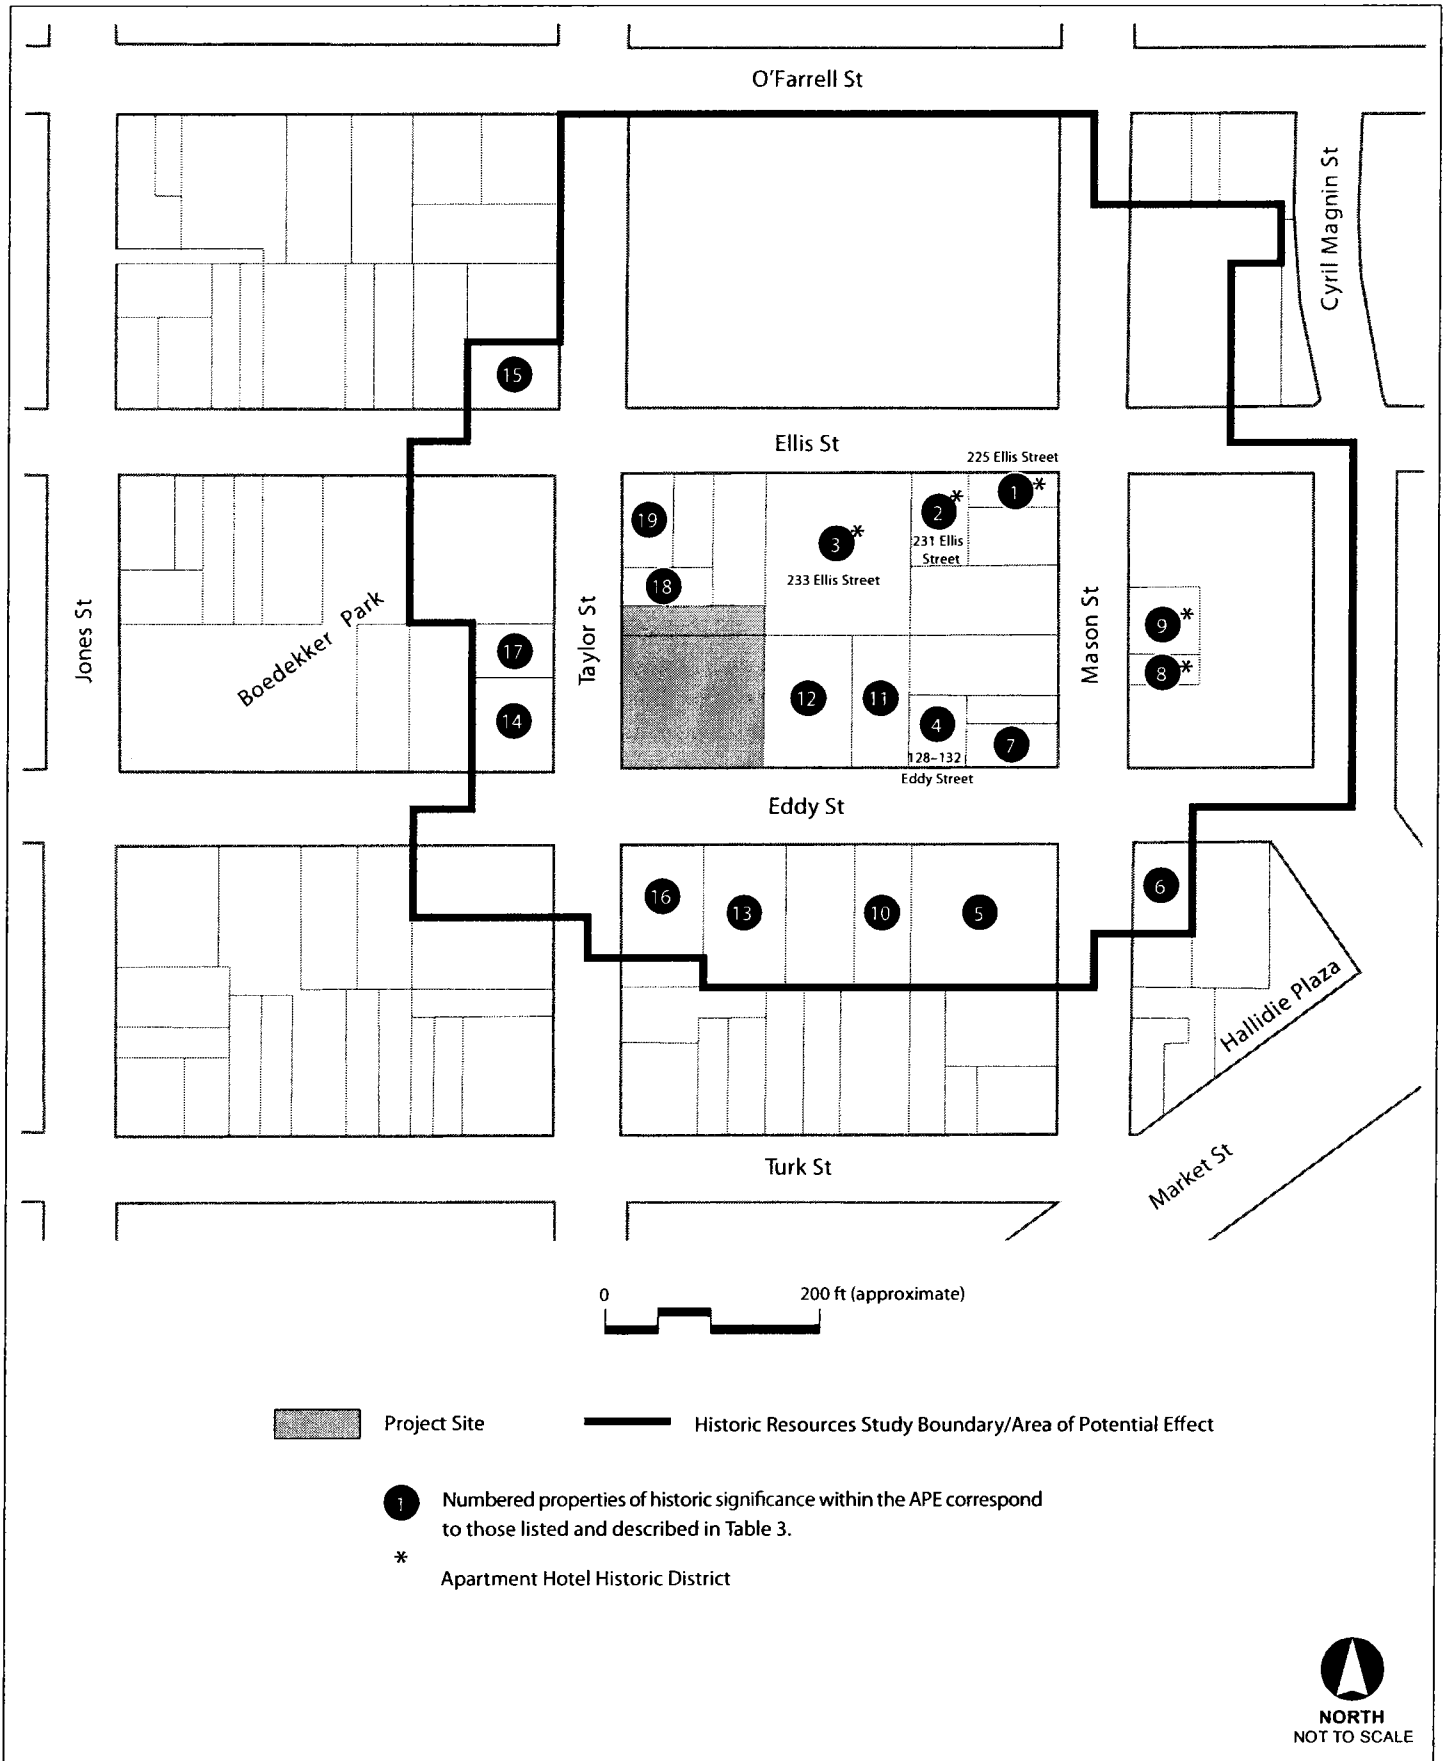 O'Farrell St
Cyril Magnin St
15
Ellis St
225 Ellis Street
1 *
2 *
231 Ellis
Street
3 *
233 Ellis Street
19
18
Jones St
Boedekker Park
Taylor St
Mason St
9 *
8 *
17
14
12
11
4
128-132
Eddy Street
7
Eddy St
16
13
10
5
6
Hallidie Plaza
Turk St
Market St
0 200 ft (approximate)
Project Site
Historic Resources Study Boundary/Area of Potential Effect
1 Numbered properties of historic significance within the APE correspond
to those listed and described in Table 3.
*
Apartment Hotel Historic District
NORTH
NOT TO SCALE